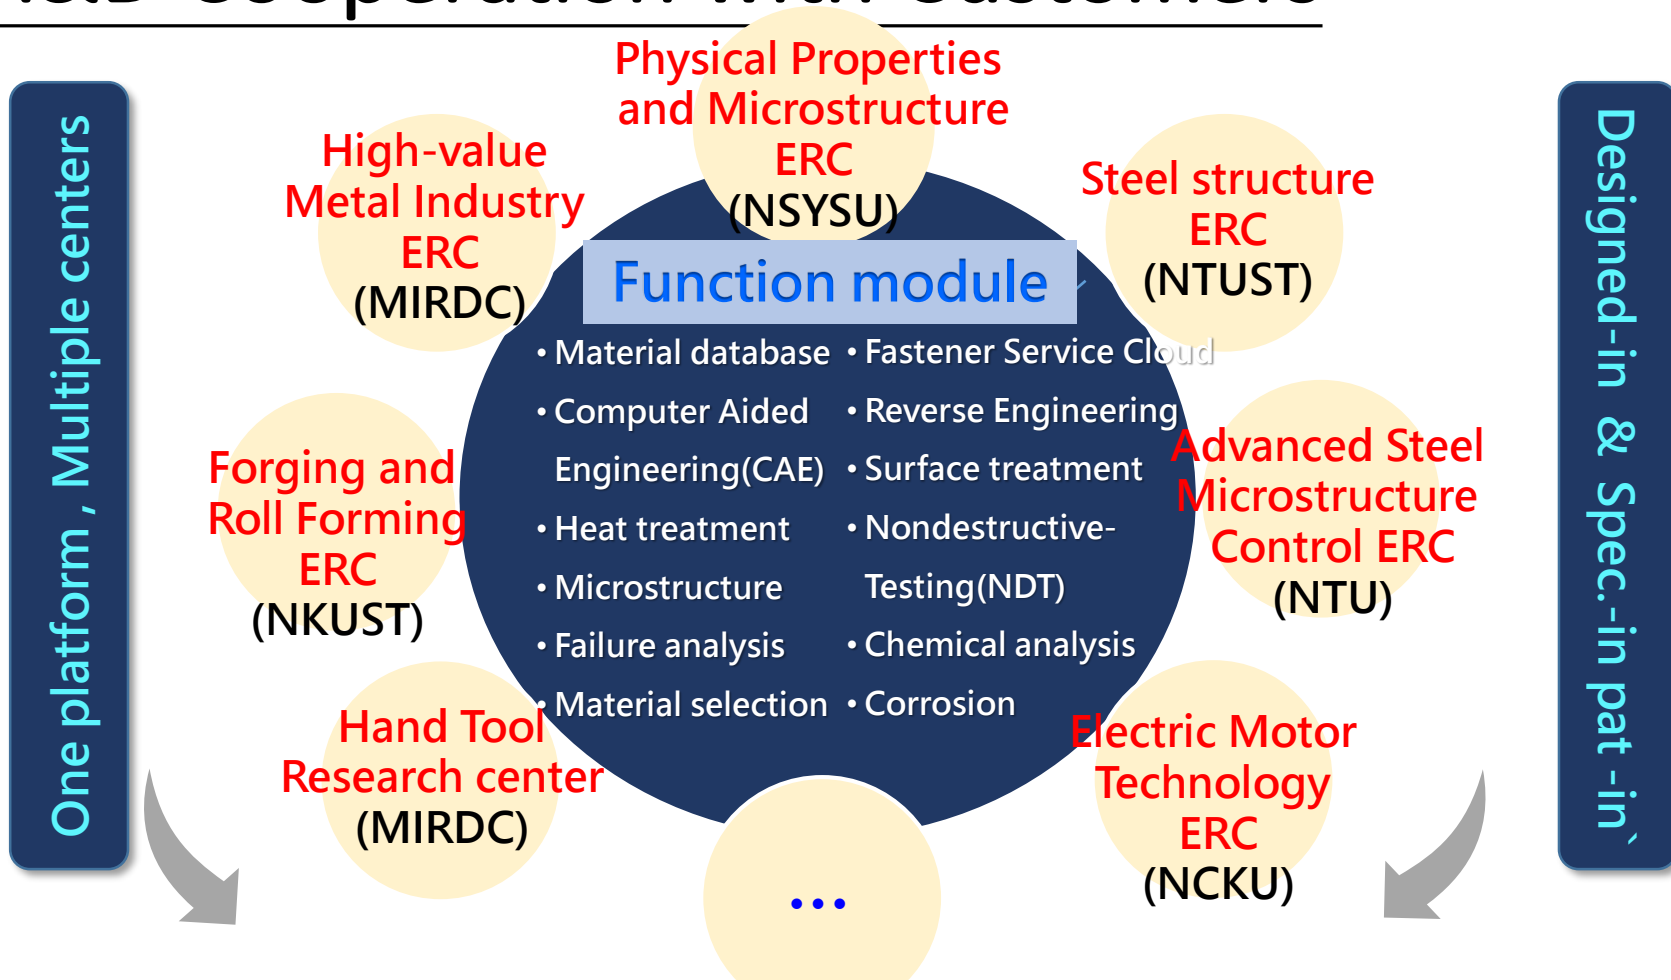 cooperation with customers
One platform , Multiple centers
Physical Properties
and Microstructure
ERC
(NSYSU)
High-value
Metal Industry
ERC
(MIRDC)
Steel structure
ERC
(NTUST)
Forging and
Roll Forming
ERC
(NKUST)
Function module
• Material database
• Computer Aided
Engineering(CAE)
• Heat treatment
• Microstructure
• Failure analysis
• Material selection
• Fastener Service Cloud
• Reverse Engineering
• Surface treatment
• Nondestructive-
Testing(NDT)
• Chemical analysis
• Corrosion
Advanced Steel
Microstructure
Control ERC
(NTU)
Hand Tool
Research center
(MIRDC)
...
Electric Motor
Technology
ERC
(NCKU)
Designed-in & Spec.-in pat -in`